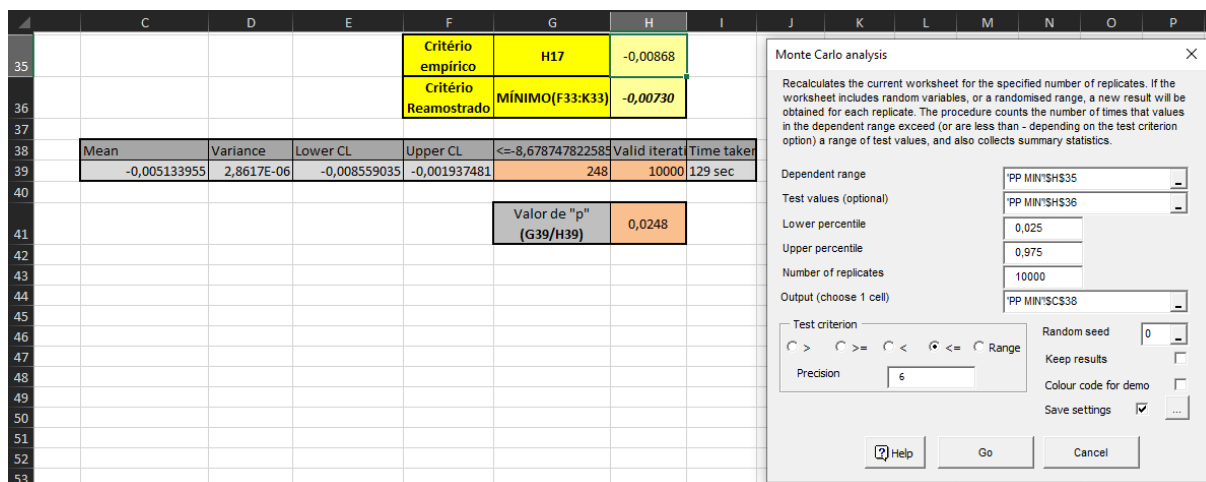 C D E F G H I J K L M N O P
35 Critério empírico H17 -0,00868
36 Critério Reamostrado MÍNIMO(F33:K33) -0,00730
37
38 Mean Variance Lower CL Upper CL <=-8,678747822585 Valid iterati Time taken
39 -0,005133955 2,8617E-06 -0,008559035 -0,001937481 248 10000 129 sec
40
41 Valor de "p" (G39/H39) 0,0248
42
43
44
45
46
47
48
49
50
51
52
53
Monte Carlo analysis
Recalculates the current worksheet for the specified number of replicates. If the
worksheet includes random variables, or a randomised range, a new result will be
obtained for each replicate. The procedure counts the number of times that values
in the dependent range exceed (or are less than - depending on the test criterion
option) a range of test values, and also collects summary statistics.
Dependent range 'PP MIN'!$H$35
Test values (optional) 'PP MIN'!$H$36
Lower percentile 0,025
Upper percentile 0,975
Number of replicates 10000
Output (choose 1 cell) 'PP MIN'!$C$38
Test criterion
> >= < <= Range
Precision 6
Random seed 0
Keep results
Colour code for demo
Save settings ...
Help Go Cancel